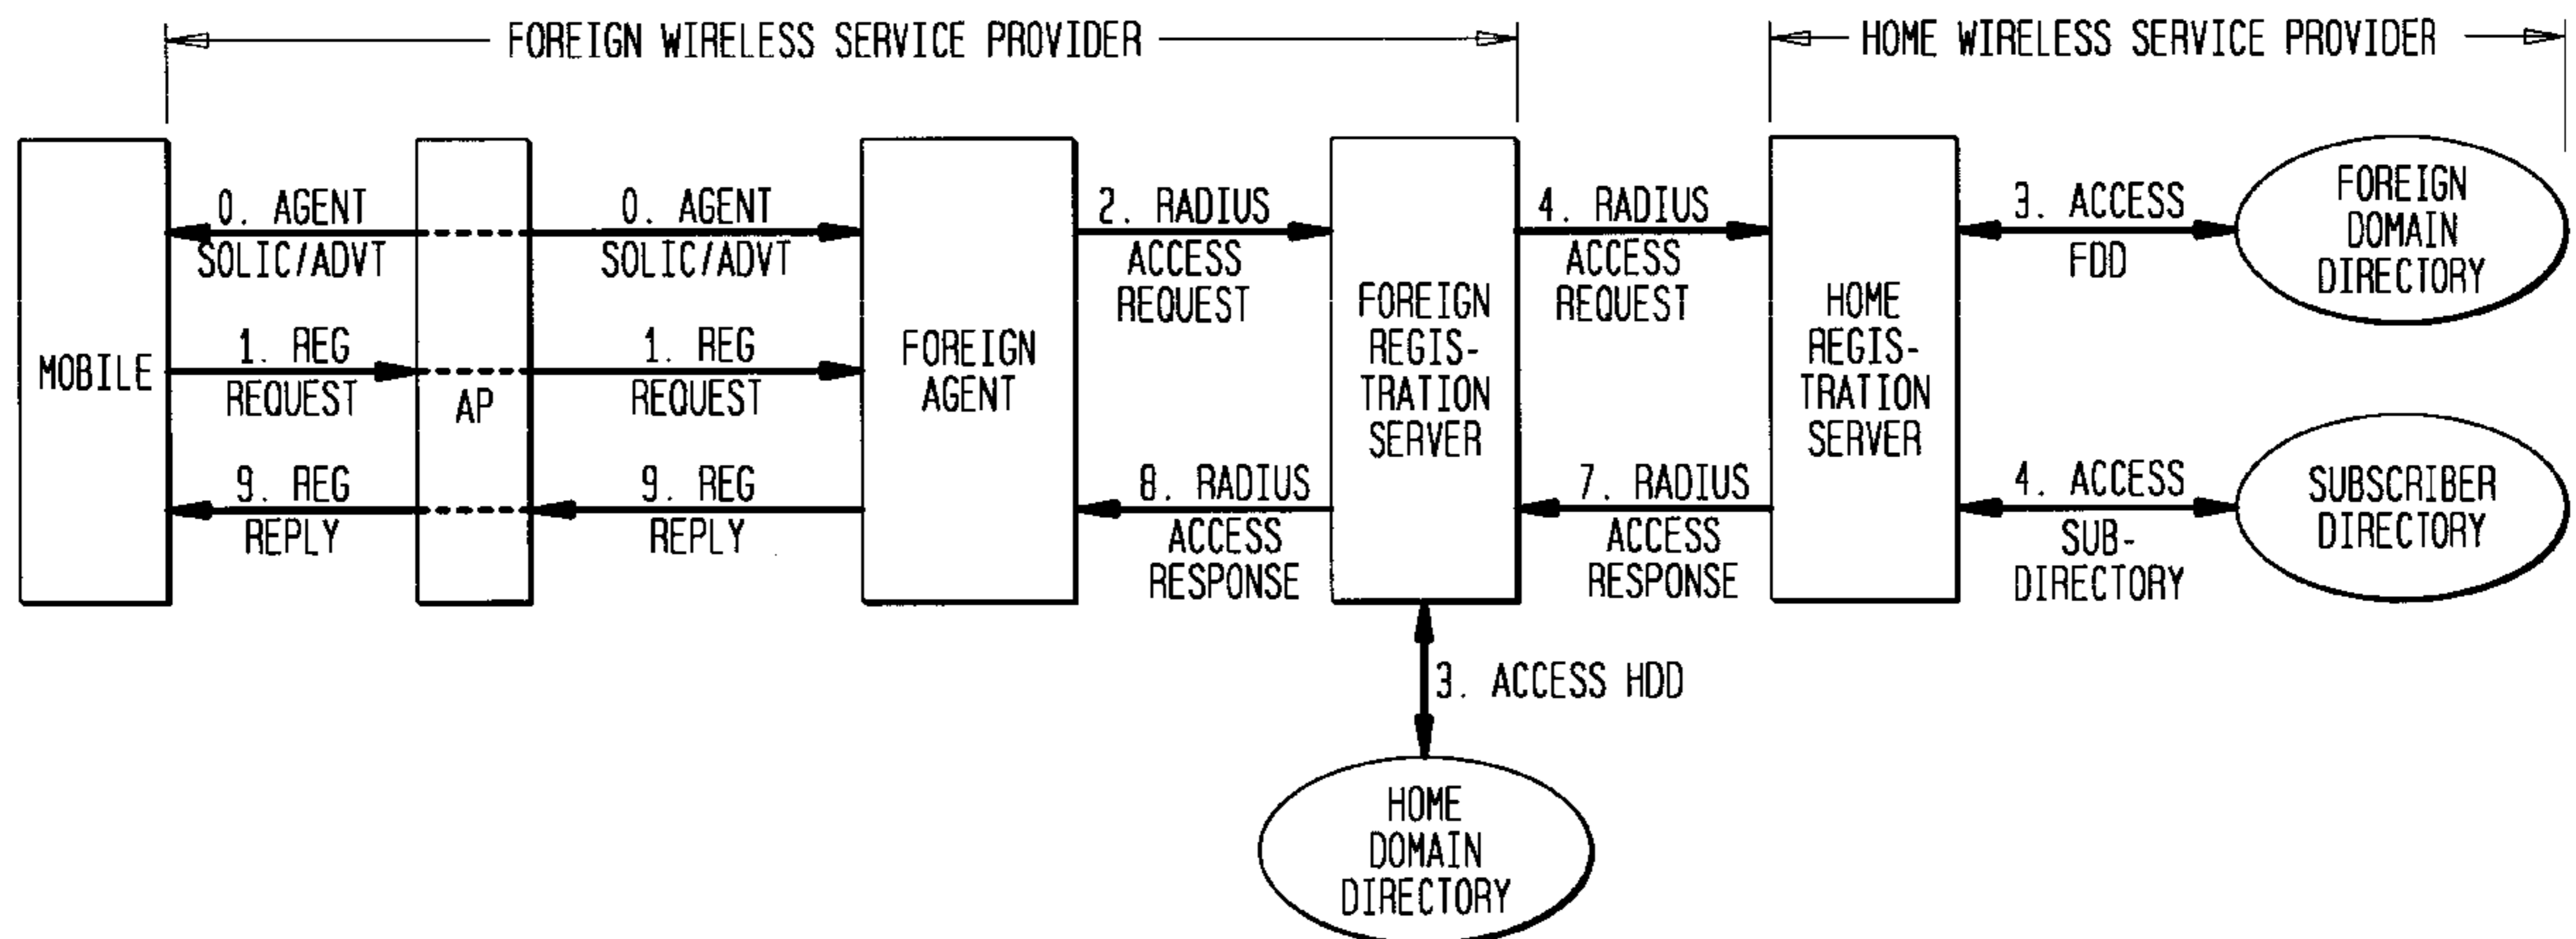 FOREIGN WIRELESS SERVICE PROVIDER
HOME WIRELESS SERVICE PROVIDER
MOBILE
0. AGENT
SOLIC/ADVT
1. REG
REQUEST
9. REG
REPLY
AP
0. AGENT
SOLIC/ADVT
1. REG
REQUEST
9. REG
REPLY
FOREIGN
AGENT
2. RADIUS
ACCESS
REQUEST
8. RADIUS
ACCESS
RESPONSE
FOREIGN
REGIS-
TRATION
SERVER
4. RADIUS
ACCESS
REQUEST
7. RADIUS
ACCESS
RESPONSE
HOME
REGIS-
TRATION
SERVER
3. ACCESS
FDD
4. ACCESS
SUB-
DIRECTORY
FOREIGN
DOMAIN
DIRECTORY
SUBSCRIBER
DIRECTORY
3. ACCESS HDD
HOME
DOMAIN
DIRECTORY